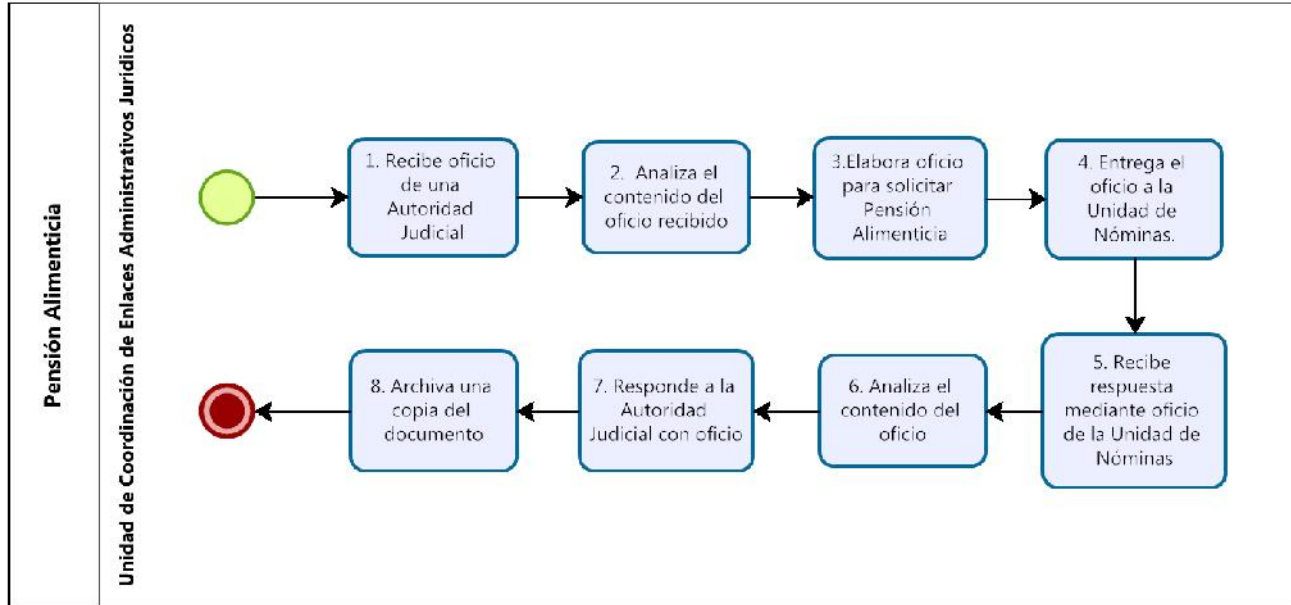 Pensión Alimenticia
Unidad de Coordinación de Enlaces Administrativos Jurídicos
1. Recibe oficio
de una
Autoridad
Judicial
2. Analiza el
contenido del
oficio recibido
3.Elabora oficio
para solicitar
Pensión
Alimenticia
4. Entrega el
oficio a la
Unidad de
Nóminas.
5. Recibe
respuesta
mediante oficio
de la Unidad de
Nóminas
6. Analiza el
contenido del
oficio
7. Responde a la
Autoridad
Judicial con oficio
8. Archiva una
copia del
documento